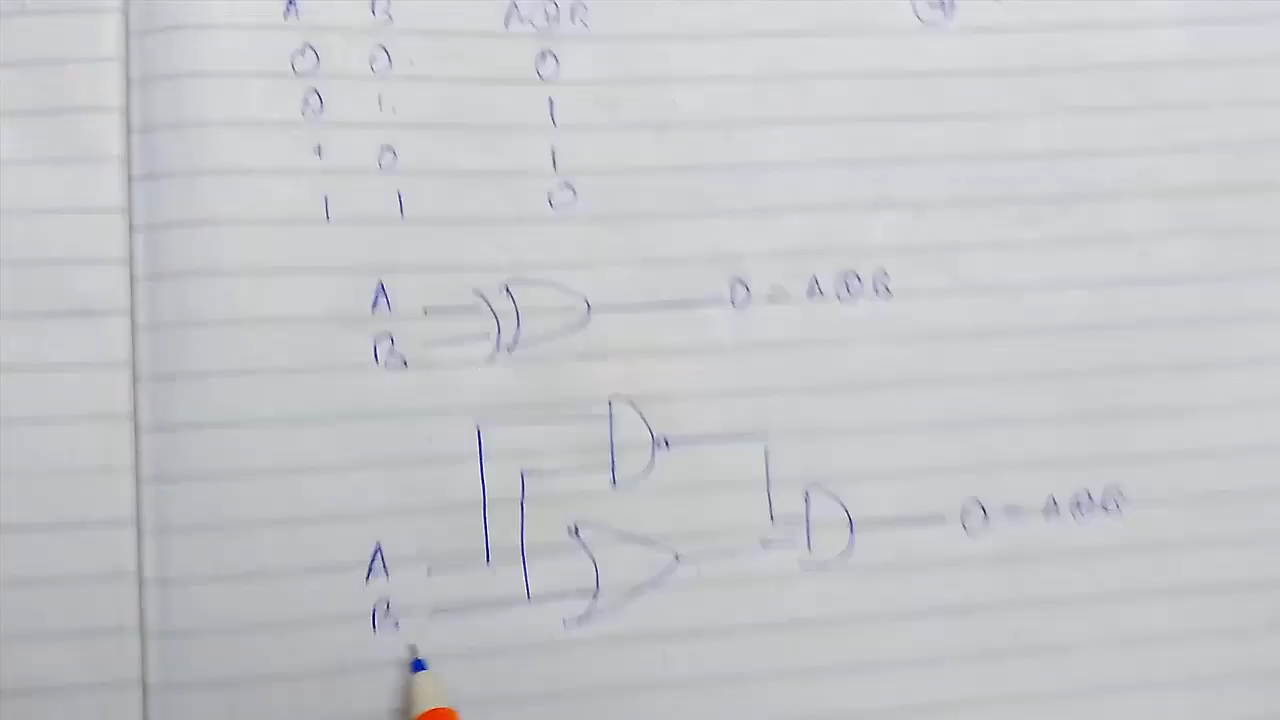 A B A⊕B
0 0 0
0 1 1
1 0 1
1 1 0
A
B
O = A⊕B
A
B
O = A⊕B